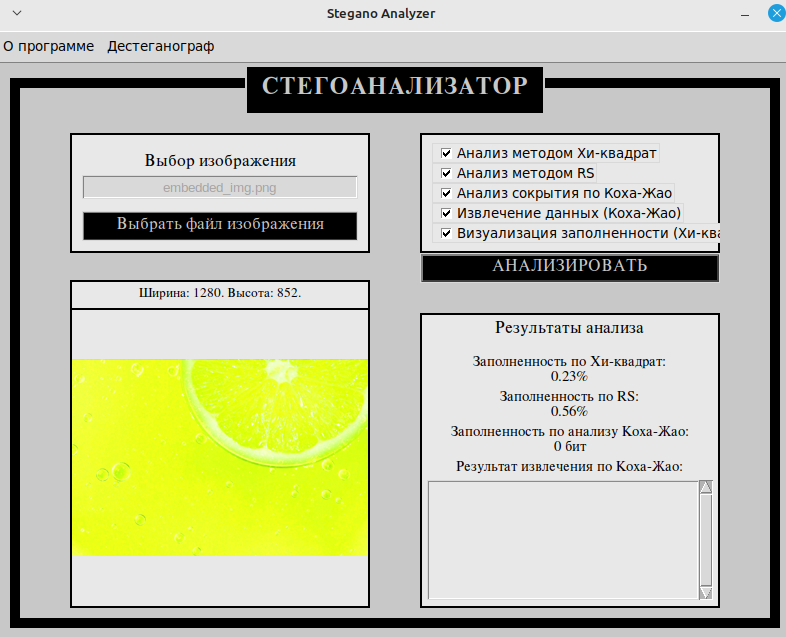 Stegano Analyzer
О программе Дестеганограф
СТЕГОАНАЛИЗАТОР
Выбор изображения
embedded_img.png
Выбрать файл изображения
Анализ методом Хи-квадрат
Анализ методом RS
Анализ сокрытия по Коха-Жао
Извлечение данных (Коха-Жао)
Визуализация заполненности (Хи-ква
АНАЛИЗИРОВАТЬ
Ширина: 1280. Высота: 852.
Результаты анализа
Заполненность по Хи-квадрат:
0.23%
Заполненность по RS:
0.56%
Заполненность по анализу Коха-Жао:
0 бит
Результат извлечения по Коха-Жао: